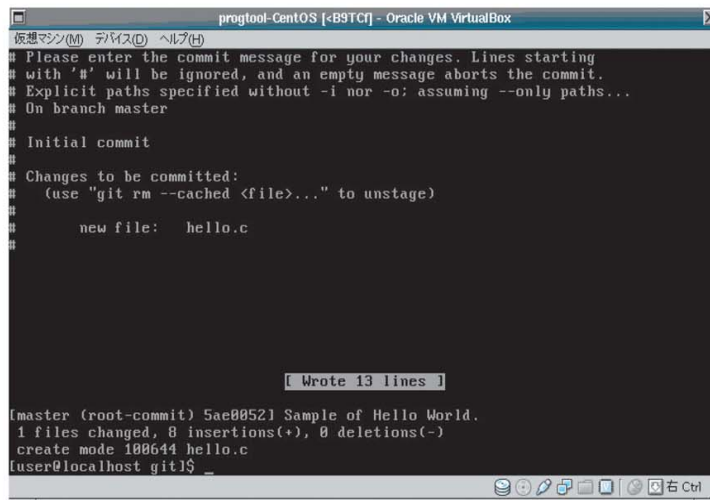 progtool-CentOS [<B9TCf] - Oracle VM VirtualBox
仮想マシン(M) デバイス(D) ヘルプ(H)
# Please enter the commit message for your changes. Lines starting
# with '#' will be ignored, and an empty message aborts the commit.
# Explicit paths specified without -i nor -o; assuming --only paths...
# On branch master
#
# Initial commit
#
# Changes to be committed:
#   (use "git rm --cached <file>..." to unstage)
#
#       new file:   hello.c
#
[ Wrote 13 lines ]
[master (root-commit) 5ae0052] Sample of Hello World.
 1 files changed, 8 insertions(+), 0 deletions(-)
 create mode 100644 hello.c
[user@localhost git]$ _
右 Ctrl